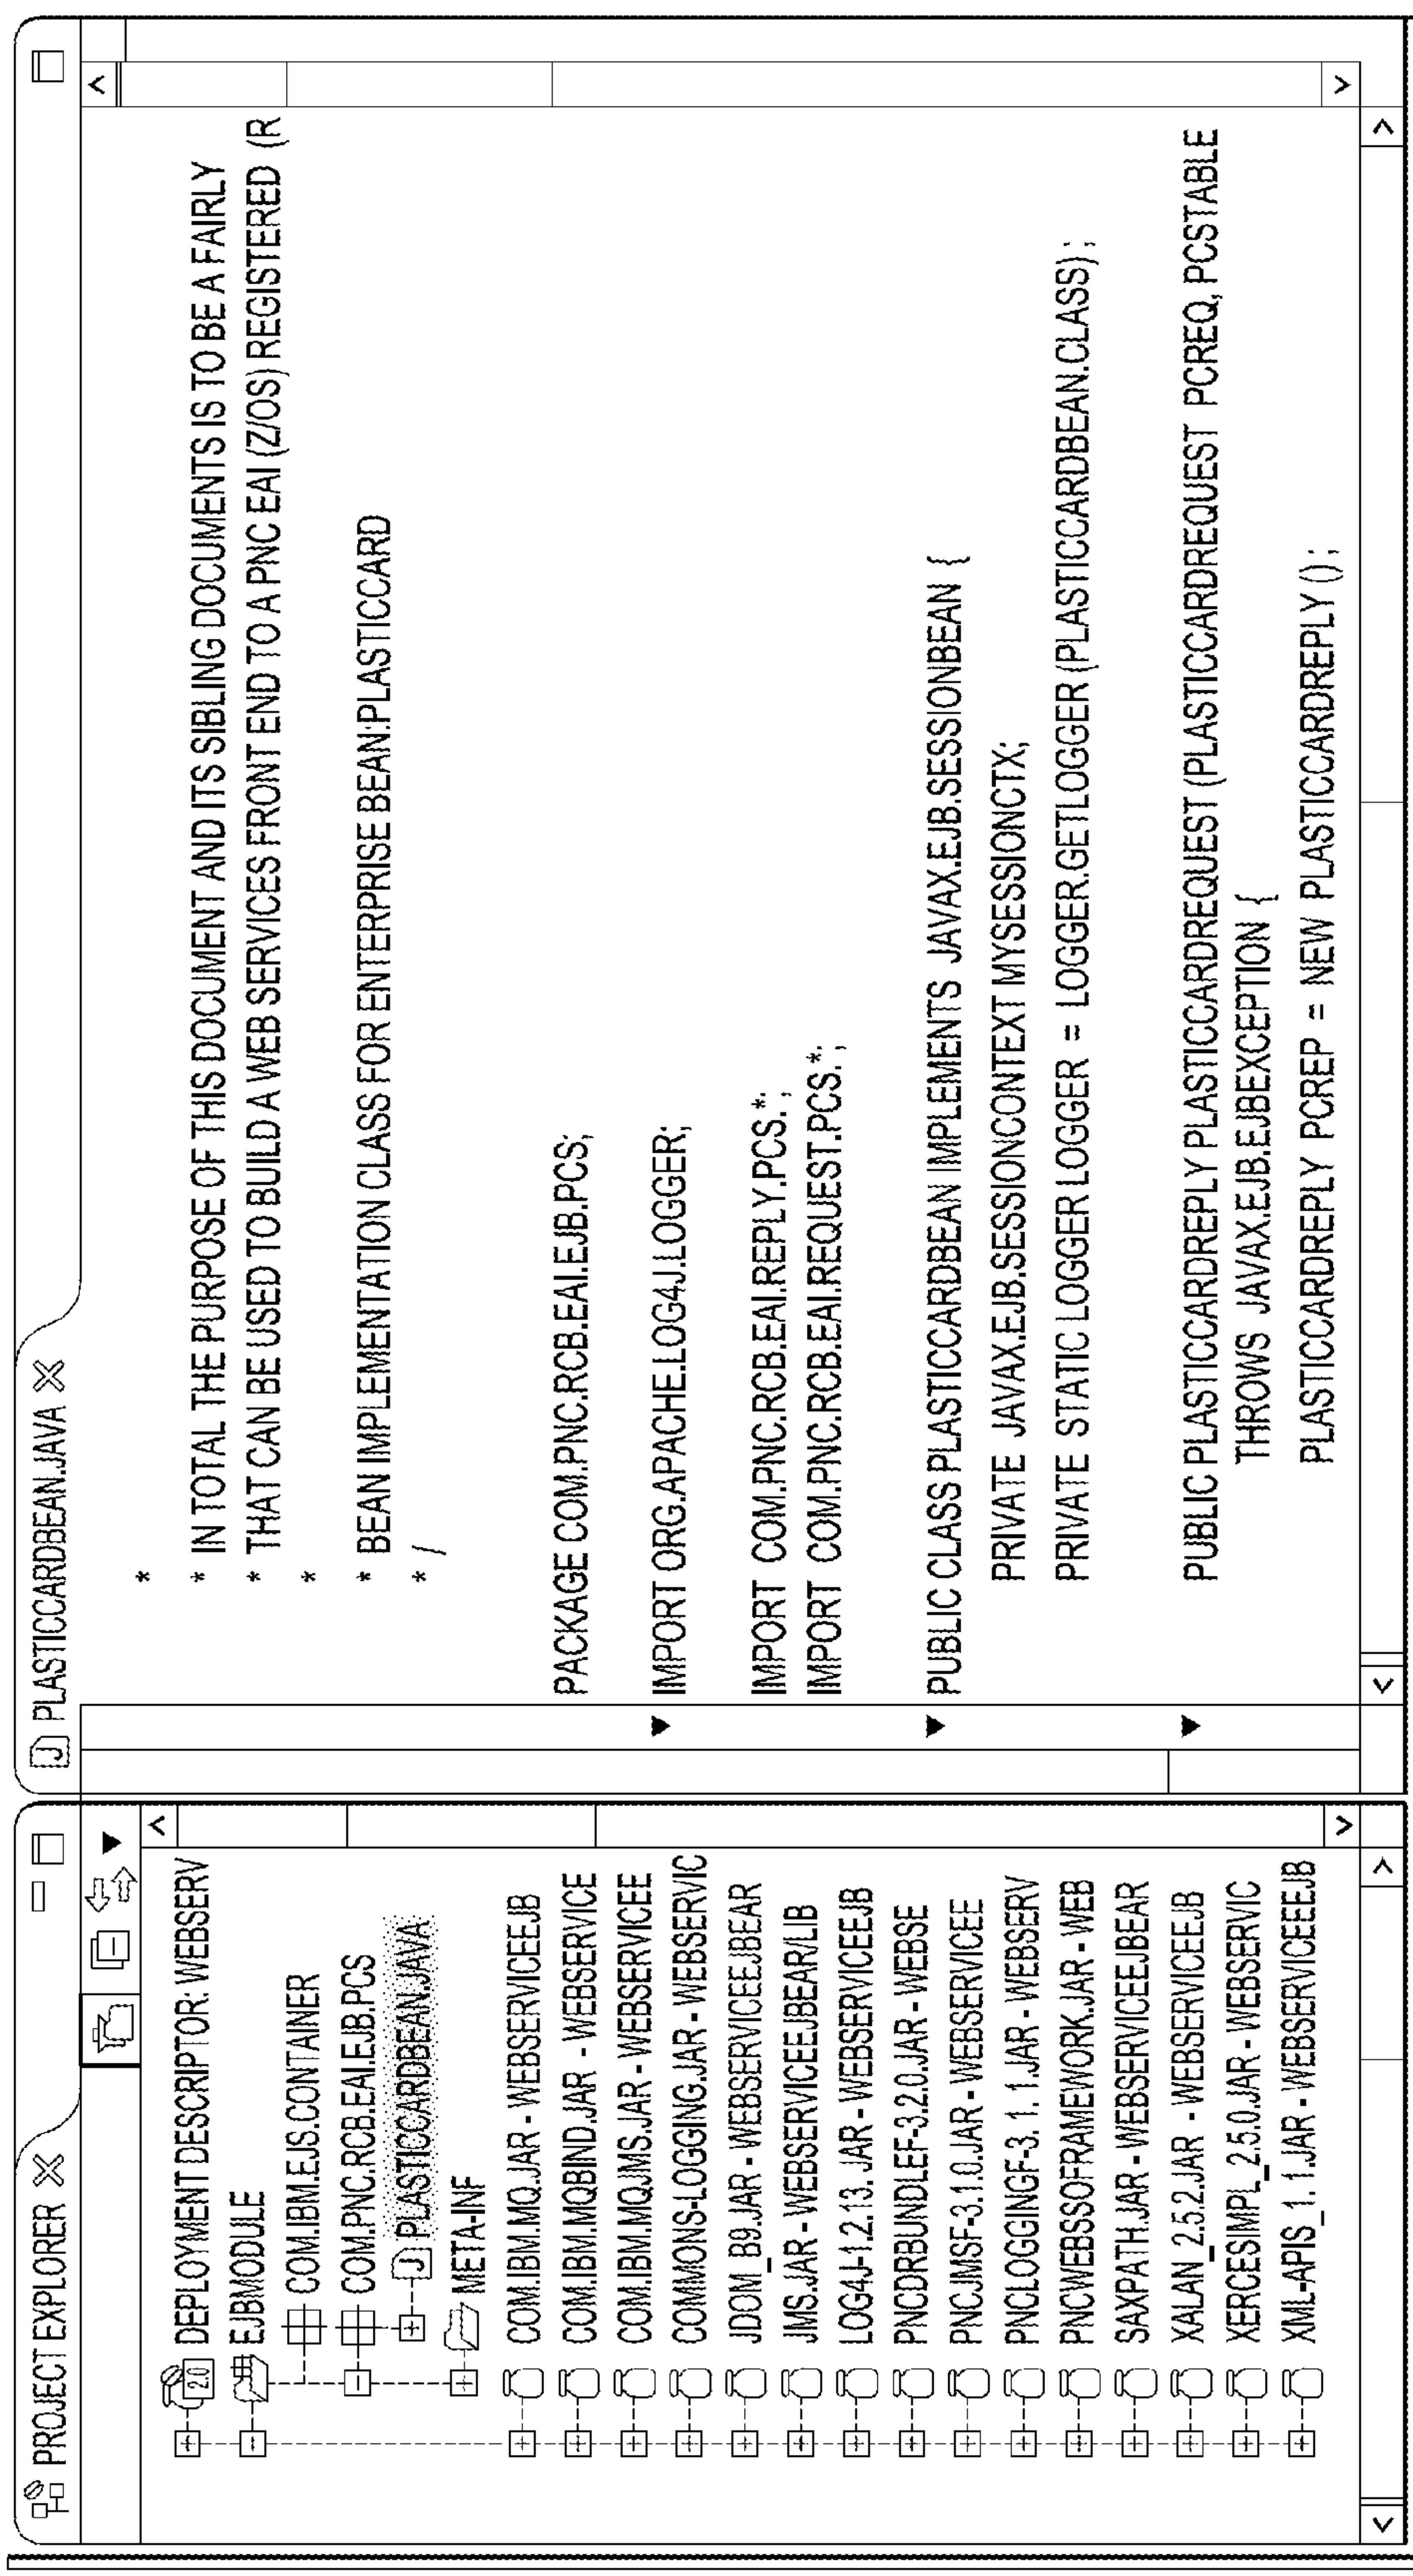 PROJECT EXPLORER
2.0 DEPLOYMENT DESCRIPTOR: WEBSERV
EJBMODULE
COM.IBM.EJS.CONTAINER
COM.PNC.RCB.EAI.EJB.PCS
J PLASTICCARDBEAN.JAVA
META-INF
COM.IBM.MQ.JAR - WEBSERVICEEJB
COM.IBM.MQBIND.JAR - WEBSERVICE
COM.IBM.MQJMS.JAR - WEBSERVICEE
COMMONS-LOGGING.JAR - WEBSERVIC
JDOM_B9.JAR - WEBSERVICEEJBEAR
JMS.JAR - WEBSERVICEEJBEAR/LIB
LOG4J-1.2.13. JAR - WEBSERVICEEJB
PNCDRBUNDLEF-3.2.0.JAR - WEBSE
PNCJMSF-3.1.0.JAR - WEBSERVICEE
PNCLOGGINGF-3. 1. 1.JAR - WEBSERV
PNCWEBSSOFRAMEWORK.JAR - WEB
SAXPATH.JAR - WEBSERVICEEJBEAR
XALAN_2.5.2.JAR - WEBSERVICEEJB
XERCESIMPL_2.5.0.JAR - WEBSERVIC
XML-APIS_1. 1.JAR - WEBSERVICEEEJB
J PLASTICCARDBEAN.JAVA
*
* IN TOTAL THE PURPOSE OF THIS DOCUMENT AND ITS SIBLING DOCUMENTS IS TO BE A FAIRLY
* THAT CAN BE USED TO BUILD A WEB SERVICES FRONT END TO A PNC EAI (Z/OS) REGISTERED (R
*
* BEAN IMPLEMENTATION CLASS FOR ENTERPRISE BEAN:PLASTICCARD
* /
PACKAGE COM.PNC.RCB.EAI.EJB.PCS;
IMPORT ORG.APACHE.LOG4J.LOGGER;
IMPORT COM.PNC.RCB.EAI.REPLY.PCS.*;
IMPORT COM.PNC.RCB.EAI.REQUEST.PCS.*;
PUBLIC CLASS PLASTICCARDBEAN IMPLEMENTS JAVAX.EJB.SESSIONBEAN {
PRIVATE JAVAX.EJB.SESSIONCONTEXT MYSESSIONCTX;
PRIVATE STATIC LOGGER LOGGER = LOGGER.GETLOGGER (PLASTICCARDBEAN.CLASS) ;
PUBLIC PLASTICCARDREPLY PLASTICCARDREQUEST (PLASTICCARDREQUEST PCREQ, PCSTABLE
THROWS JAVAX.EJB.EJBEXCEPTION {
PLASTICCARDREPLY PCREP = NEW PLASTICCARDREPLY () ;